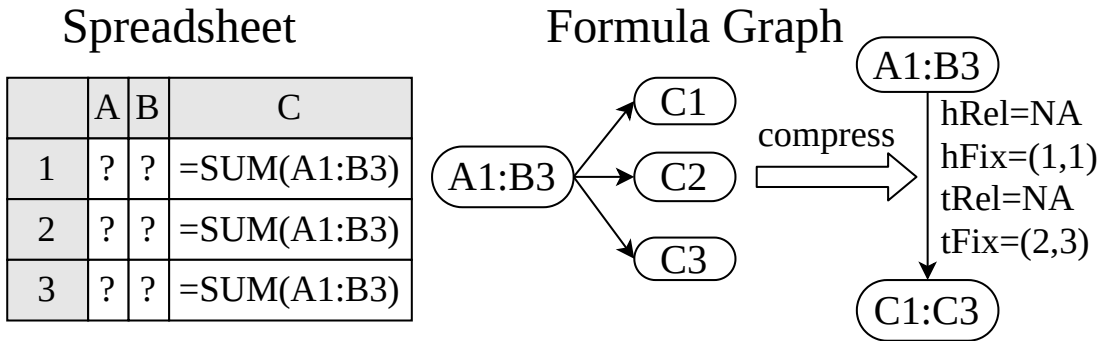 Spreadsheet
A B C
1 ? ? =SUM(A1:B3)
2 ? ? =SUM(A1:B3)
3 ? ? =SUM(A1:B3)
Formula Graph
A1:B3
C1
C2
C3
compress
A1:B3
hRel=NA
hFix=(1,1)
tRel=NA
tFix=(2,3)
C1:C3